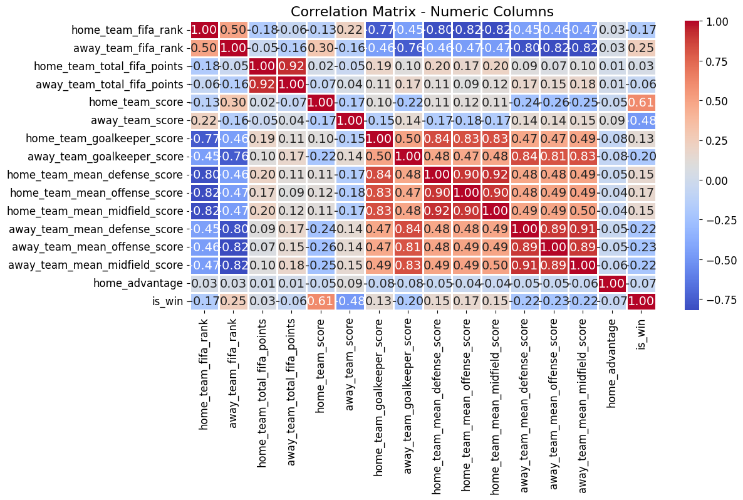 Correlation Matrix - Numeric Columns
home_team_fifa_rank 1.00 0.50 -0.18 -0.06 -0.13 0.22 -0.77 -0.45 -0.80 -0.82 -0.82 -0.45 -0.46 -0.47 0.03 -0.17
away_team_fifa_rank 0.50 1.00 -0.05 -0.16 0.30 -0.16 -0.46 -0.76 -0.46 -0.47 -0.47 -0.80 -0.82 -0.82 0.03 0.25
home_team_total_fifa_points -0.18 -0.05 1.00 0.92 0.02 -0.05 0.19 0.10 0.20 0.17 0.20 0.09 0.07 0.10 0.01 0.03
away_team_total_fifa_points -0.06 -0.16 0.92 1.00 -0.07 0.04 0.11 0.17 0.11 0.09 0.12 0.17 0.15 0.18 0.01 -0.06
home_team_score -0.13 0.30 0.02 -0.07 1.00 -0.17 0.10 -0.22 0.11 0.12 0.11 -0.24 -0.26 -0.25 -0.05 0.61
away_team_score 0.22 -0.16 -0.05 0.04 -0.17 1.00 -0.15 0.14 -0.17 -0.18 -0.17 0.14 0.14 0.15 0.09 -0.48
home_team_goalkeeper_score -0.77 -0.46 0.19 0.11 0.10 -0.15 1.00 0.50 0.84 0.83 0.83 0.47 0.47 0.49 -0.08 0.13
away_team_goalkeeper_score -0.45 -0.76 0.10 0.17 -0.22 0.14 0.50 1.00 0.48 0.47 0.48 0.84 0.81 0.83 -0.08 -0.20
home_team_mean_defense_score -0.80 -0.46 0.20 0.11 0.11 -0.17 0.84 0.48 1.00 0.90 0.92 0.48 0.48 0.49 -0.05 0.15
home_team_mean_offense_score -0.82 -0.47 0.17 0.09 0.12 -0.18 0.83 0.47 0.90 1.00 0.90 0.48 0.49 0.49 -0.04 0.17
home_team_mean_midfield_score -0.82 -0.47 0.20 0.12 0.11 -0.17 0.83 0.48 0.92 0.90 1.00 0.49 0.49 0.50 -0.04 0.15
away_team_mean_defense_score -0.45 -0.80 0.09 0.17 -0.24 0.14 0.47 0.84 0.48 0.48 0.49 1.00 0.89 0.91 -0.05 -0.22
away_team_mean_offense_score -0.46 -0.82 0.07 0.15 -0.26 0.14 0.47 0.81 0.48 0.49 0.49 0.89 1.00 0.89 -0.05 -0.23
away_team_mean_midfield_score -0.47 -0.82 0.10 0.18 -0.25 0.15 0.49 0.83 0.49 0.49 0.50 0.91 0.89 1.00 -0.06 -0.22
home_advantage 0.03 0.03 0.01 0.01 -0.05 0.09 -0.08 -0.08 -0.05 -0.04 -0.04 -0.05 -0.05 -0.06 1.00 -0.07
is_win -0.17 0.25 0.03 -0.06 0.61 -0.48 0.13 -0.20 0.15 0.17 0.15 -0.22 -0.23 -0.22 -0.07 1.00
home_team_fifa_rank
away_team_fifa_rank
home_team_total_fifa_points
away_team_total_fifa_points
home_team_score
away_team_score
home_team_goalkeeper_score
away_team_goalkeeper_score
home_team_mean_defense_score
home_team_mean_offense_score
home_team_mean_midfield_score
away_team_mean_defense_score
away_team_mean_offense_score
away_team_mean_midfield_score
home_advantage
is_win
1.00
0.75
0.50
0.25
0.00
−0.25
−0.50
−0.75